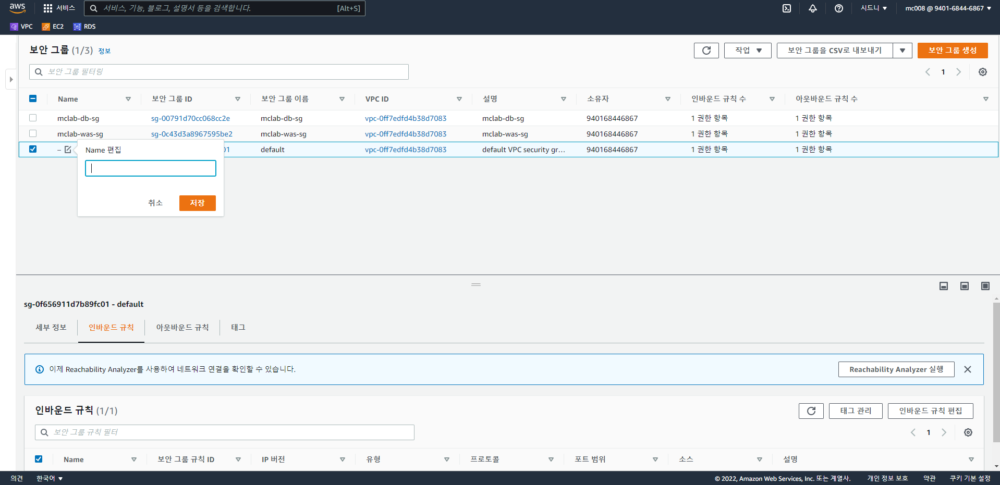 aws 서비스 서비스, 기능, 블로그, 설명서 등을 검색합니다. [Alt+S] 시드니 ▼ mc008 @ 9401-6844-6867 ▼
VPC EC2 RDS
보안 그룹 (1/3) 정보 작업 ▼ 보안 그룹을 CSV로 내보내기 ▼ 보안 그룹 생성
보안 그룹 필터링 1
Name 보안 그룹 ID 보안 그룹 이름 VPC ID 설명 소유자 인바운드 규칙 수 아웃바운드 규칙 수
mclab-db-sg sg-00791d70cc068cc2e mclab-db-sg vpc-0ff7edfd4b38d7083 mclab-db-sg 940168446867 1 권한 항목 1 권한 항목
mclab-was-sg sg-0c43d3a8967595be2 mclab-was-sg vpc-0ff7edfd4b38d7083 mclab-was-sg 940168446867 1 권한 항목 1 권한 항목
– 01 default vpc-0ff7edfd4b38d7083 default VPC security gr... 940168446867 1 권한 항목 1 권한 항목
Name 편집
취소 저장
sg-0f656911d7b89fc01 - default
세부 정보 인바운드 규칙 아웃바운드 규칙 태그
이제 Reachability Analyzer를 사용하여 네트워크 연결을 확인할 수 있습니다. Reachability Analyzer 실행
인바운드 규칙 (1/1) 태그 관리 인바운드 규칙 편집
보안 그룹 규칙 필터 1
Name 보안 그룹 규칙 ID IP 버전 유형 프로토콜 포트 범위 소스 설명
의견 한국어 ▼ © 2022, Amazon Web Services, Inc. 또는 계열사. 개인 정보 보호 약관 쿠키 기본 설정